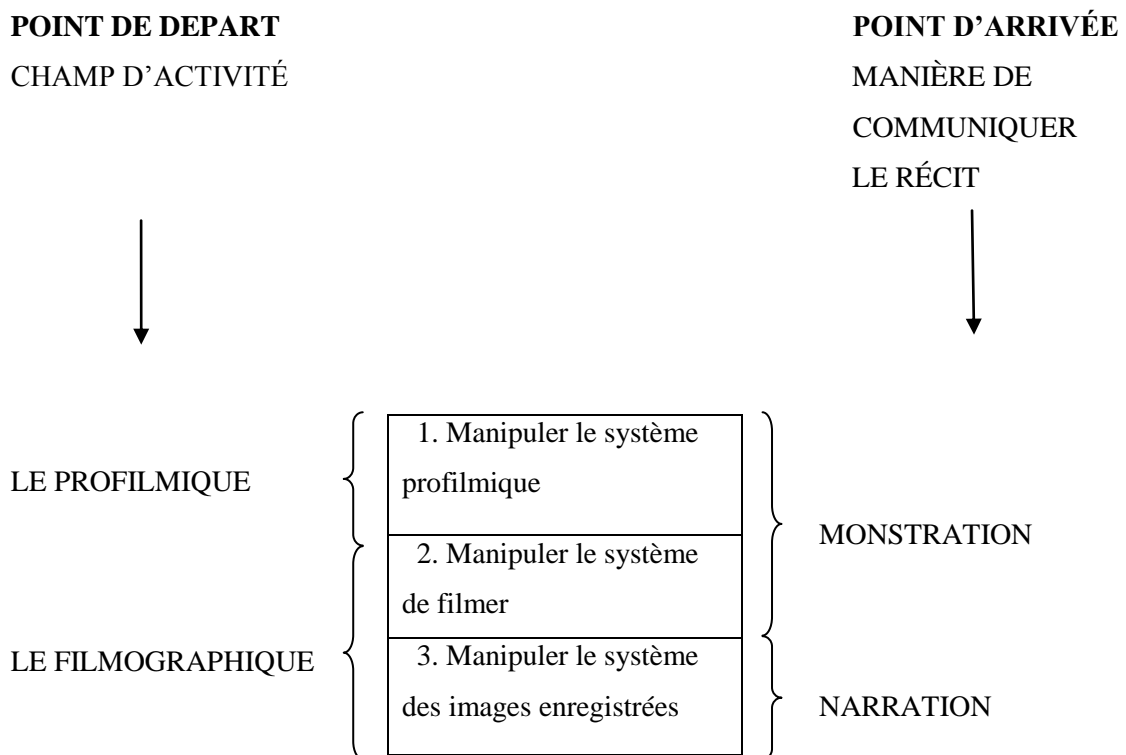 POINT DE DEPART
CHAMP D’ACTIVITÉ
POINT D’ARRIVÉE
MANIÈRE DE
COMMUNIQUER
LE RÉCIT
LE PROFILMIQUE
1. Manipuler le système
profilmique
2. Manipuler le système
de filmer
MONSTRATION
LE FILMOGRAPHIQUE
3. Manipuler le système
des images enregistrées
NARRATION